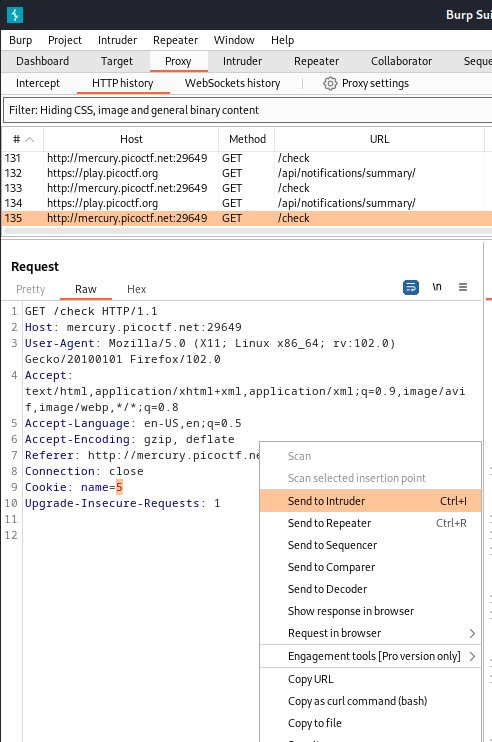 Burp Sui
Burp Project Intruder Repeater Window Help
Dashboard Target Proxy Intruder Repeater Collaborator Seque
Intercept HTTP history WebSockets history Proxy settings
Filter: Hiding CSS, image and general binary content
# Host Method URL
131 http://mercury.picoctf.net:29649 GET /check
132 https://play.picoctf.org GET /api/notifications/summary/
133 http://mercury.picoctf.net:29649 GET /check
134 https://play.picoctf.org GET /api/notifications/summary/
135 http://mercury.picoctf.net:29649 GET /check
Request
Pretty Raw Hex \n
1 GET /check HTTP/1.1
2 Host: mercury.picoctf.net:29649
3 User-Agent: Mozilla/5.0 (X11; Linux x86_64; rv:102.0)
Gecko/20100101 Firefox/102.0
4 Accept:
text/html,application/xhtml+xml,application/xml;q=0.9,image/avi
f,image/webp,*/*;q=0.8
5 Accept-Language: en-US,en;q=0.5
6 Accept-Encoding: gzip, deflate
7 Referer: http://mercury.picoctf.ne
8 Connection: close
9 Cookie: name=5
10 Upgrade-Insecure-Requests: 1
11
12
Scan
Scan selected insertion point
Send to Intruder Ctrl+I
Send to Repeater Ctrl+R
Send to Sequencer
Send to Comparer
Send to Decoder
Show response in browser
Request in browser
Engagement tools [Pro version only]
Copy URL
Copy as curl command (bash)
Copy to file